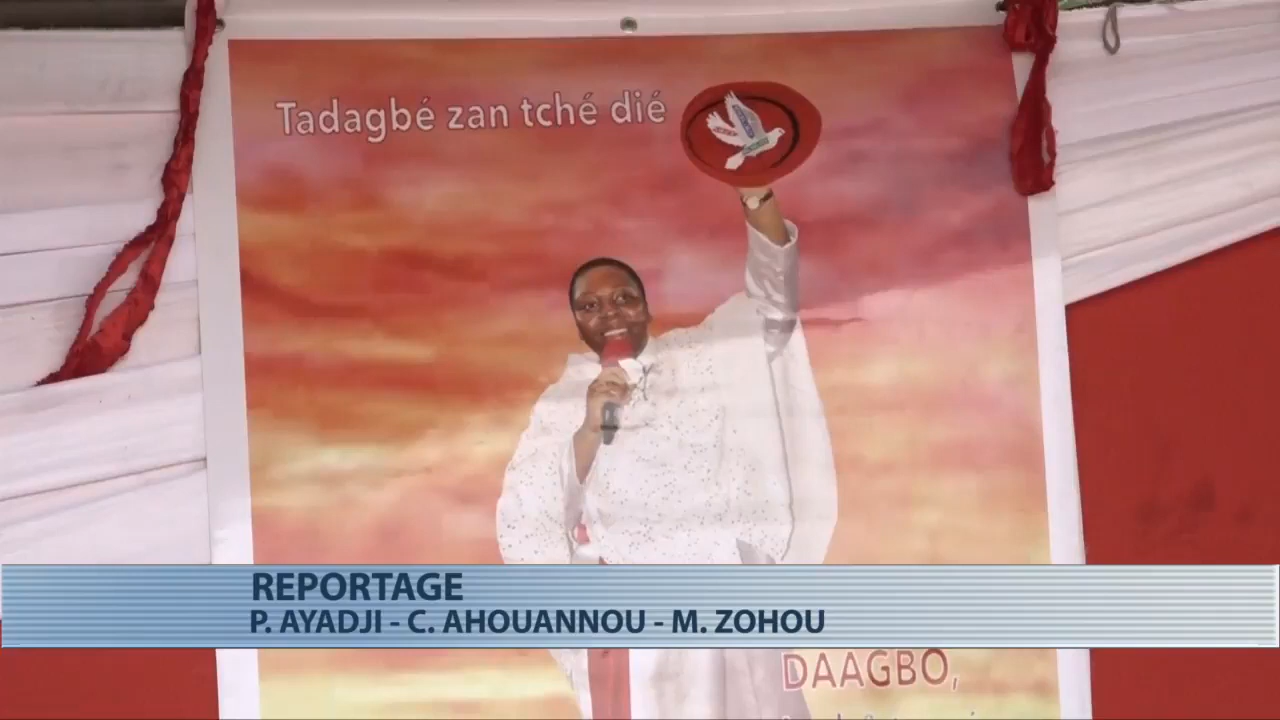 Tadagbé zan tché dié
REPORTAGE
P. AYADJI - C. AHOUANNOU - M. ZOHOU
DAAGBO,